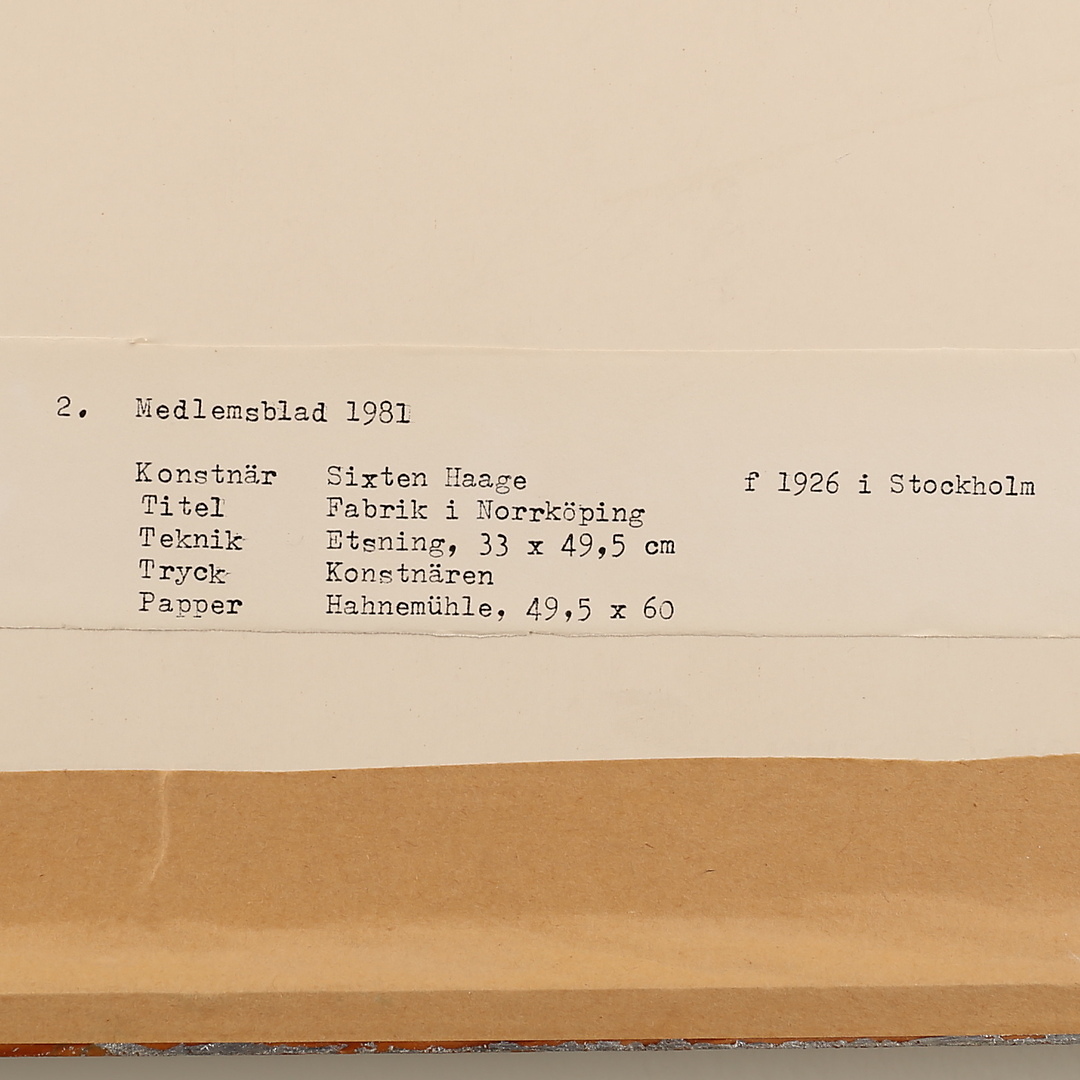 2. Medlemsblad 1981
Konstnär Sixten Haage f 1926 i Stockholm
Titel Fabrik i Norrköping
Teknik Etsning, 33 x 49,5 cm
Tryck Konstnären
Papper Hahnemühle, 49,5 x 60